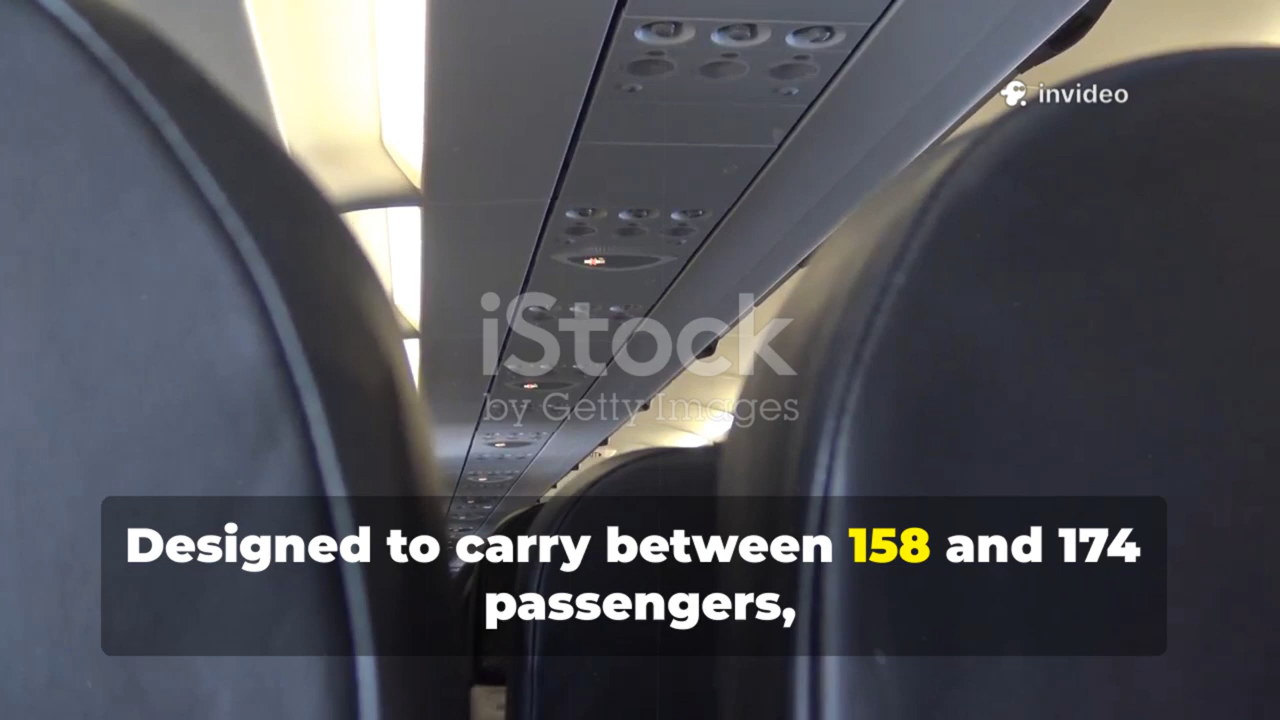 invideo
iStock
by Getty Images
Designed to carry between 158 and 174
passengers,